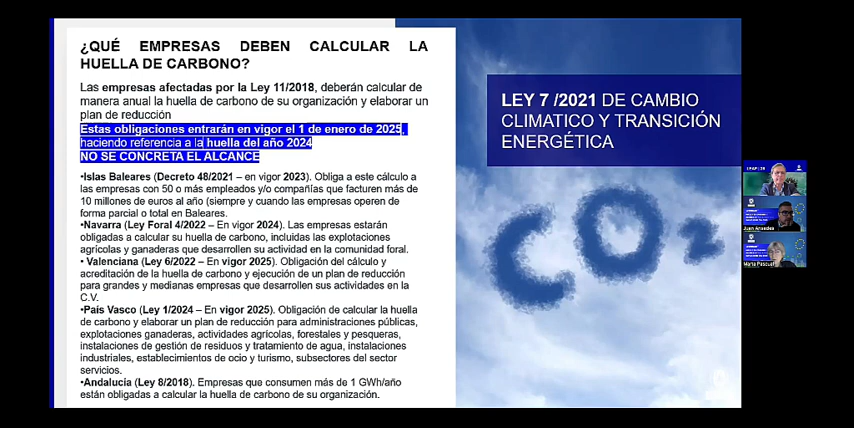 ¿QUÉ EMPRESAS DEBEN CALCULAR LA
HUELLA DE CARBONO?
Las empresas afectadas por la Ley 11/2018, deberán calcular de
manera anual la huella de carbono de su organización y elaborar un
plan de reducción
Estas obligaciones entrarán en vigor el 1 de enero de 2025,
haciendo referencia a la huella del año 2024
NO SE CONCRETA EL ALCANCE
•Islas Baleares (Decreto 48/2021 – en vigor 2023). Obliga a este cálculo a
las empresas con 50 o más empleados y/o compañías que facturen más de
10 millones de euros al año (siempre y cuando las empresas operen de
forma parcial o total en Baleares.
•Navarra (Ley Foral 4/2022 – En vigor 2024). Las empresas estarán
obligadas a calcular su huella de carbono, incluidas las explotaciones
agrícolas y ganaderas que desarrollen su actividad en la comunidad foral.
• Valenciana (Ley 6/2022 – En vigor 2025). Obligación del cálculo y
acreditación de la huella de carbono y ejecución de un plan de reducción
para grandes y medianas empresas que desarrollen sus actividades en la
C.V.
•País Vasco (Ley 1/2024 – En vigor 2025). Obligación de calcular la huella
de carbono y elaborar un plan de reducción para administraciones públicas,
explotaciones ganaderas, actividades agrícolas, forestales y pesqueras,
instalaciones de gestión de residuos y tratamiento de agua, instalaciones
industriales, establecimientos de ocio y turismo, subsectores del sector
servicios.
•Andalucía (Ley 8/2018). Empresas que consumen más de 1 GWh/año
están obligadas a calcular la huella de carbono de su organización.
LEY 7 /2021 DE CAMBIO
CLIMATICO Y TRANSICIÓN
ENERGÉTICA
CO2
Juan
María Pascual